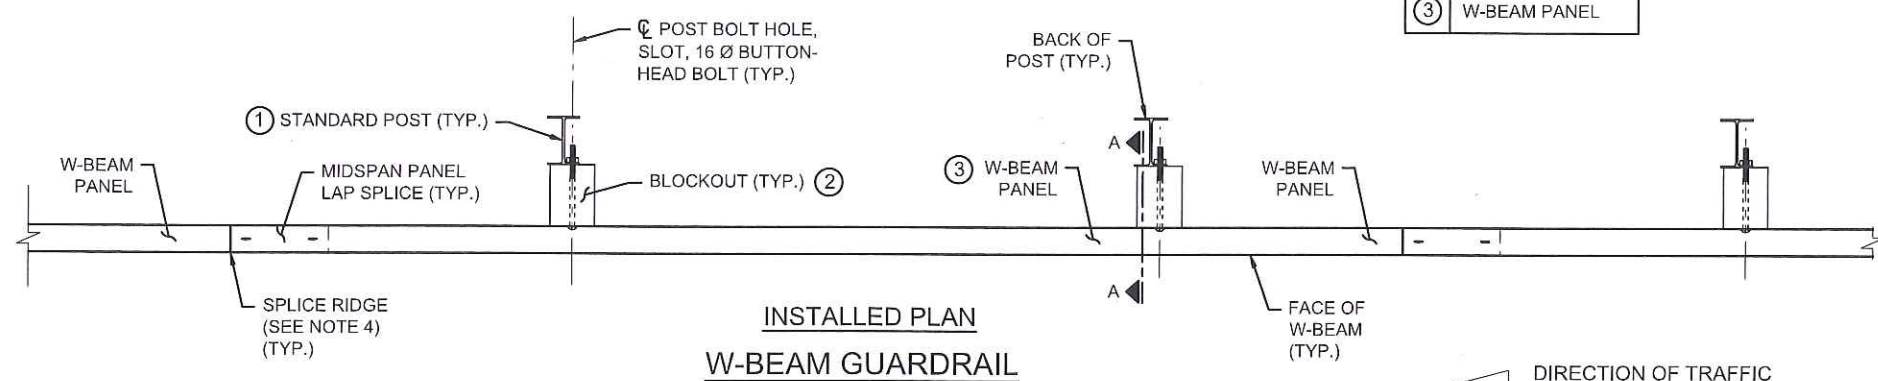 ③ W-BEAM PANEL
℄ POST BOLT HOLE,
SLOT, 16 Ø BUTTON-
HEAD BOLT (TYP.)
BACK OF
POST (TYP.)
① STANDARD POST (TYP.)
W-BEAM
PANEL
MIDSPAN PANEL
LAP SPLICE (TYP.)
BLOCKOUT (TYP.) ②
③ W-BEAM
PANEL
A
W-BEAM
PANEL
A
SPLICE RIDGE
(SEE NOTE 4)
(TYP.)
FACE OF
W-BEAM
(TYP.)
INSTALLED PLAN
W-BEAM GUARDRAIL
DIRECTION OF TRAFFIC